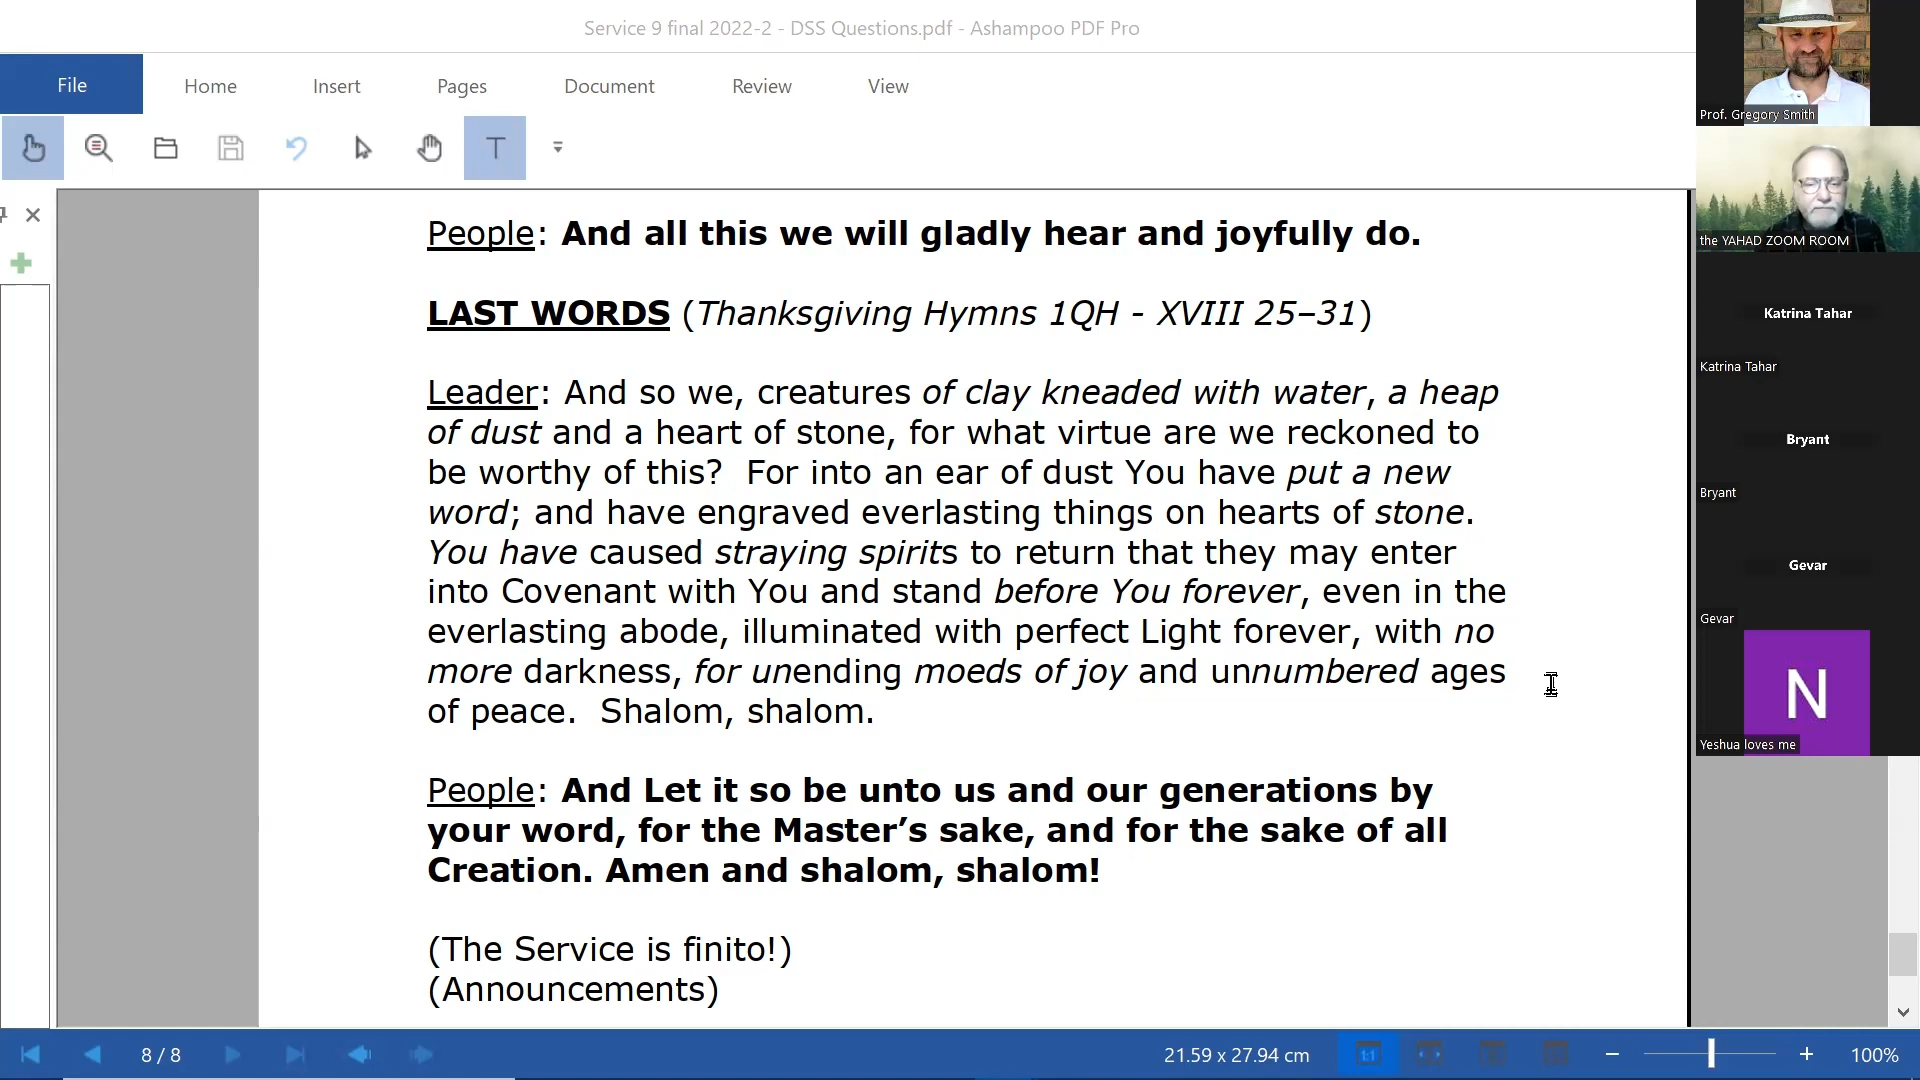 Service 9 final 2022-2 - DSS Questions.pdf - Ashampoo PDF Pro
File Home Insert Pages Document Review View
T
People: And all this we will gladly hear and joyfully do.
LAST WORDS (Thanksgiving Hymns 1QH - XVIII 25–31)
Leader: And so we, creatures of clay kneaded with water, a heap
of dust and a heart of stone, for what virtue are we reckoned to
be worthy of this? For into an ear of dust You have put a new
word; and have engraved everlasting things on hearts of stone.
You have caused straying spirits to return that they may enter
into Covenant with You and stand before You forever, even in the
everlasting abode, illuminated with perfect Light forever, with no
more darkness, for unending moeds of joy and unnumbered ages
of peace. Shalom, shalom.
People: And Let it so be unto us and our generations by
your word, for the Master’s sake, and for the sake of all
Creation. Amen and shalom, shalom!
(The Service is finito!)
(Announcements)
8 / 8
21.59 x 27.94 cm
1:1
100%
Prof. Gregory Smith
the YAHAD ZOOM ROOM
Katrina Tahar
Katrina Tahar
Bryant
Bryant
Gevar
Gevar
N
Yeshua loves me